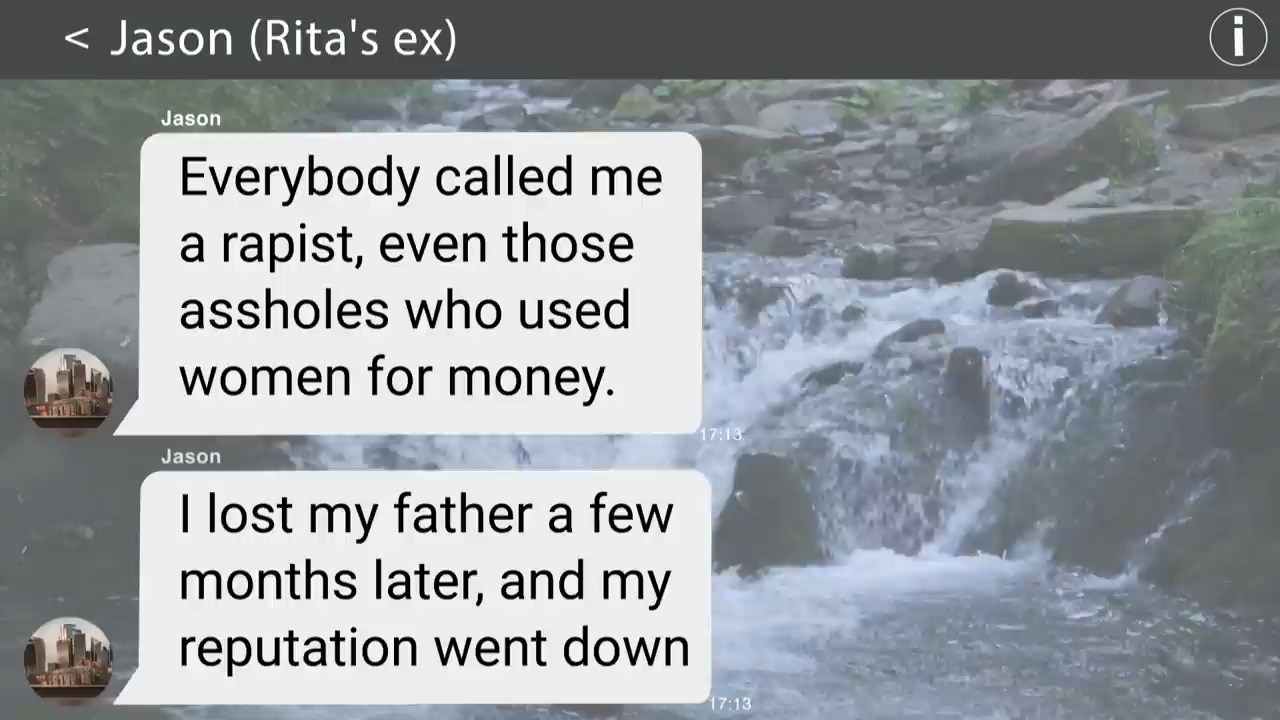 < Jason (Rita's ex)
i
Jason
Everybody called me
a rapist, even those
assholes who used
women for money.
17:13
Jason
I lost my father a few
months later, and my
reputation went down
17:13